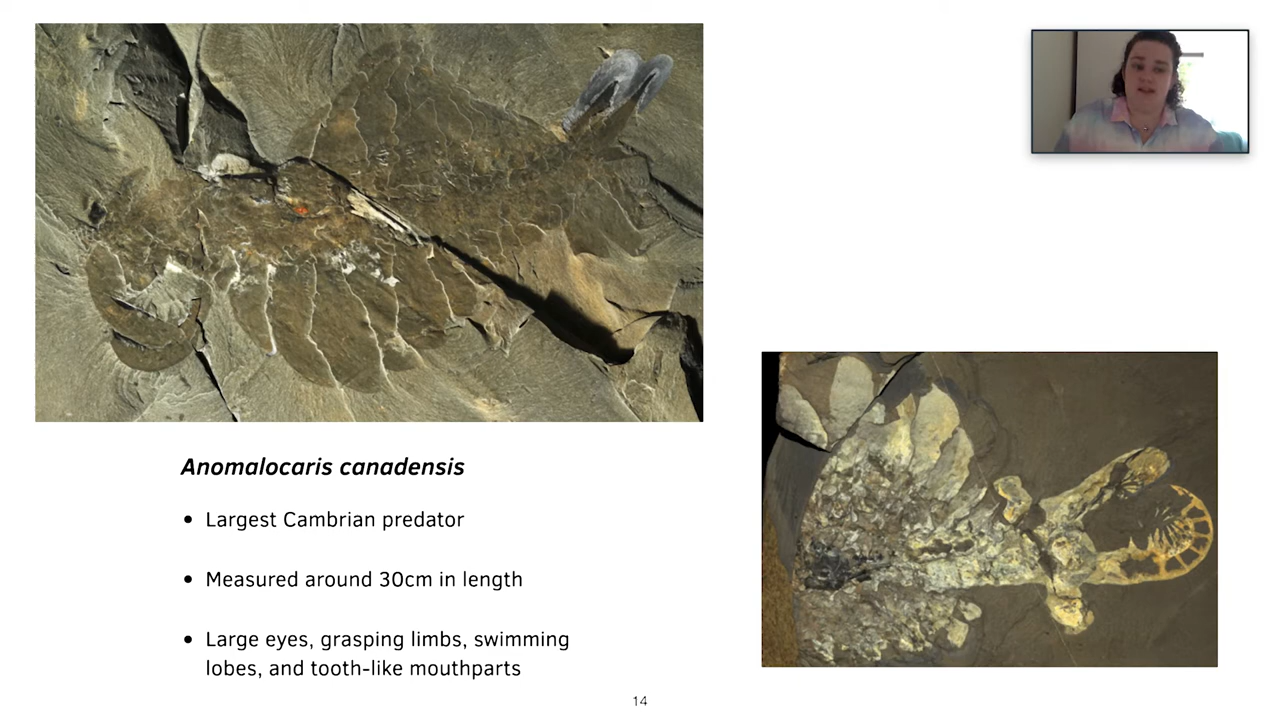 Anomalocaris canadensis
• Largest Cambrian predator
• Measured around 30cm in length
• Large eyes, grasping limbs, swimming
lobes, and tooth-like mouthparts
14